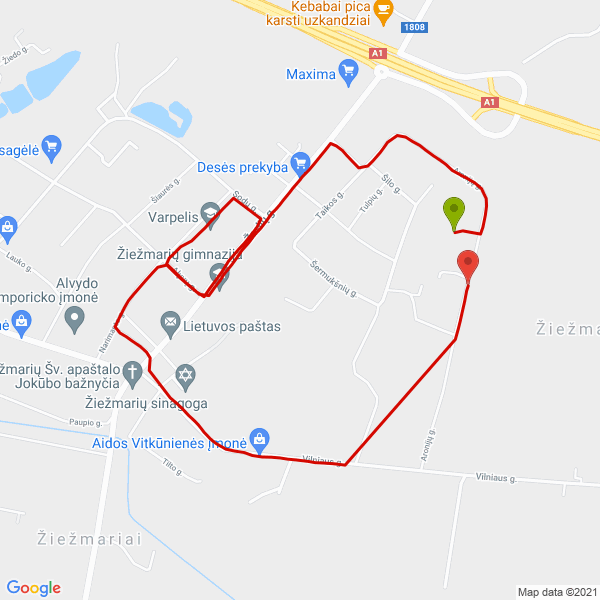 Kebabai pica
karsti uzkandziai
1808
A1
Žiedo g.
Maxima
A1
sagėlė
Desės prekyba
Šiaurės g.
Sodų g.
Šilo g.
Tulpių g.
Taikos g.
Varpelis
Lauko g.
Žiežmarių gimnazija
Šermukšnių g.
Alvydo
mporicko įmonė
Lietuvos paštas
Žiežmar
žmarių Šv. apaštalo
Jokūbo bažnyčia
Žiežmarių sinagoga
Paupio g.
Aidos Vitkūnienės įmonė
Aronijų g.
Tilto g.
Vilniaus g.
Vilniaus g.
Žiežmariai
Google
Map data ©2021